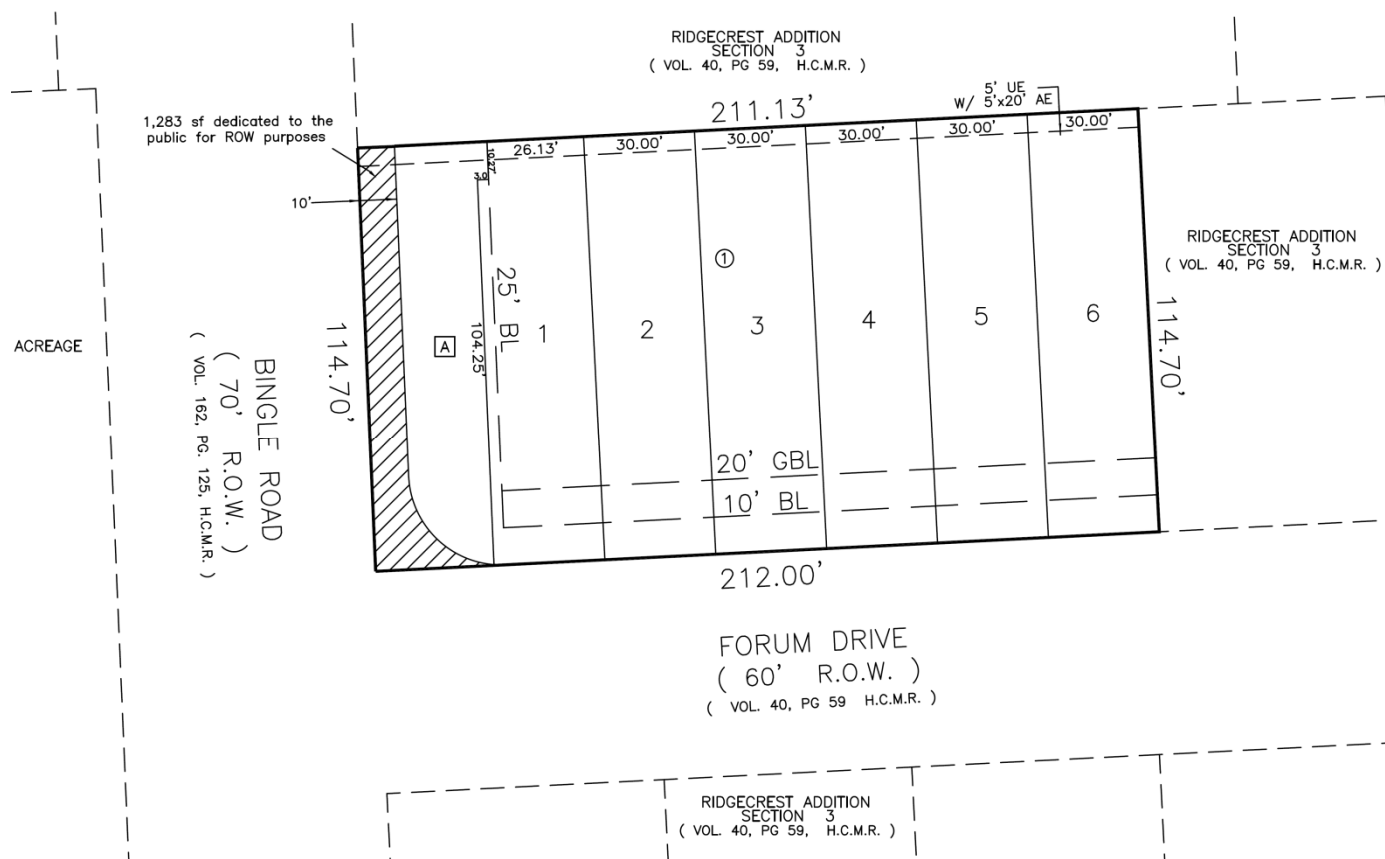 RIDGECREST ADDITION
SECTION 3
( VOL. 40, PG 59, H.C.M.R. )
5' UE
W/ 5'x20' AE
211.13'
1,283 sf dedicated to the
public for ROW purposes
26.13'
30.00'
30.00'
30.00'
30.00'
30.00'
10.27'
3.0
10'
1
RIDGECREST ADDITION
SECTION 3
( VOL. 40, PG 59, H.C.M.R. )
25' BL
104.25'
A
1
2
3
4
5
6
ACREAGE
114.70'
114.70'
BINGLE ROAD
( 70' R.O.W. )
( VOL. 162, PG. 125, H.C.M.R. )
20' GBL
10' BL
212.00'
FORUM DRIVE
( 60' R.O.W. )
( VOL. 40, PG 59 H.C.M.R. )
RIDGECREST ADDITION
SECTION 3
( VOL. 40, PG 59, H.C.M.R. )